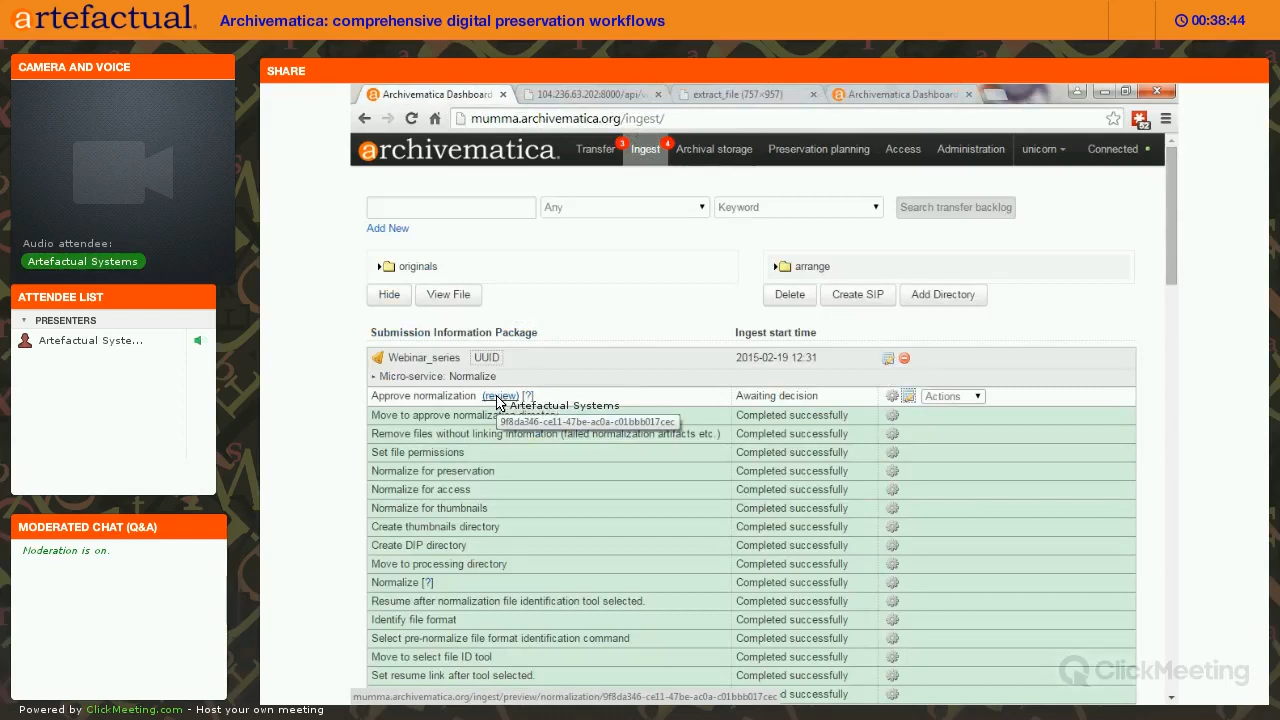 artefactual. Archivematica: comprehensive digital preservation workflows 00:38:44
CAMERA AND VOICE
Audio attendee:
Artefactual Systems
ATTENDEE LIST
PRESENTERS
Artefactual Syste...
MODERATED CHAT (Q&A)
Moderation is on.
Powered by ClickMeeting.com - Host your own meeting
SHARE
Archivematica Dashboard 104.236.63.202:8000/api/ extract_file (757×957) Archivematica Dashboard
mumma.archivematica.org/ingest/ 52
archivematica. Transfer 3 Ingest 4 Archival storage Preservation planning Access Administration unicorn Connected
Any Keyword Search transfer backlog
Add New
originals arrange
Hide View File Delete Create SIP Add Directory
Submission Information Package Ingest start time
Webinar_series UUID 2015-02-19 12:31
Micro-service: Normalize
Approve normalization (review) [?] Awaiting decision Actions
Artefactual Systems
Move to approve normalization directory Completed successfully
9f8da346-ce11-47be-ac0a-c01bbb017cec
Remove files without linking information (failed normalization artifacts etc.) Completed successfully
Set file permissions Completed successfully
Normalize for preservation Completed successfully
Normalize for access Completed successfully
Normalize for thumbnails Completed successfully
Create thumbnails directory Completed successfully
Create DIP directory Completed successfully
Move to processing directory Completed successfully
Normalize [?] Completed successfully
Resume after normalization file identification tool selected. Completed successfully
Identify file format Completed successfully
Select pre-normalize file format identification command Completed successfully
Move to select file ID tool Completed successfully
Set resume link after tool selected. Completed successfully
mumma.archivematica.org/ingest/preview/normalization/9f8da346-ce11-47be-ac0a-c01bbb017cec d successfully
ClickMeeting